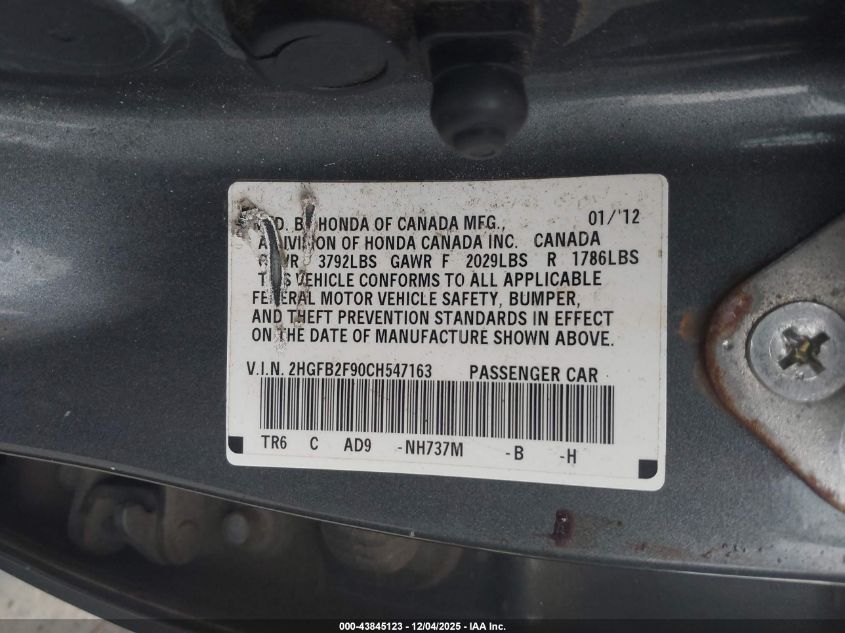 BY HONDA OF CANADA MFG., 01/'12
A DIVISION OF HONDA CANADA INC. CANADA
3792LBS GAWR F 2029LBS R 1786LBS
THIS VEHICLE CONFORMS TO ALL APPLICABLE
FEDERAL MOTOR VEHICLE SAFETY, BUMPER,
AND THEFT PREVENTION STANDARDS IN EFFECT
ON THE DATE OF MANUFACTURE SHOWN ABOVE.
V.I.N. 2HGFB2F90CH547163 PASSENGER CAR
TR6 C AD9 -NH737M -B -H
000-43845123 - 12/04/2025 - IAA Inc.